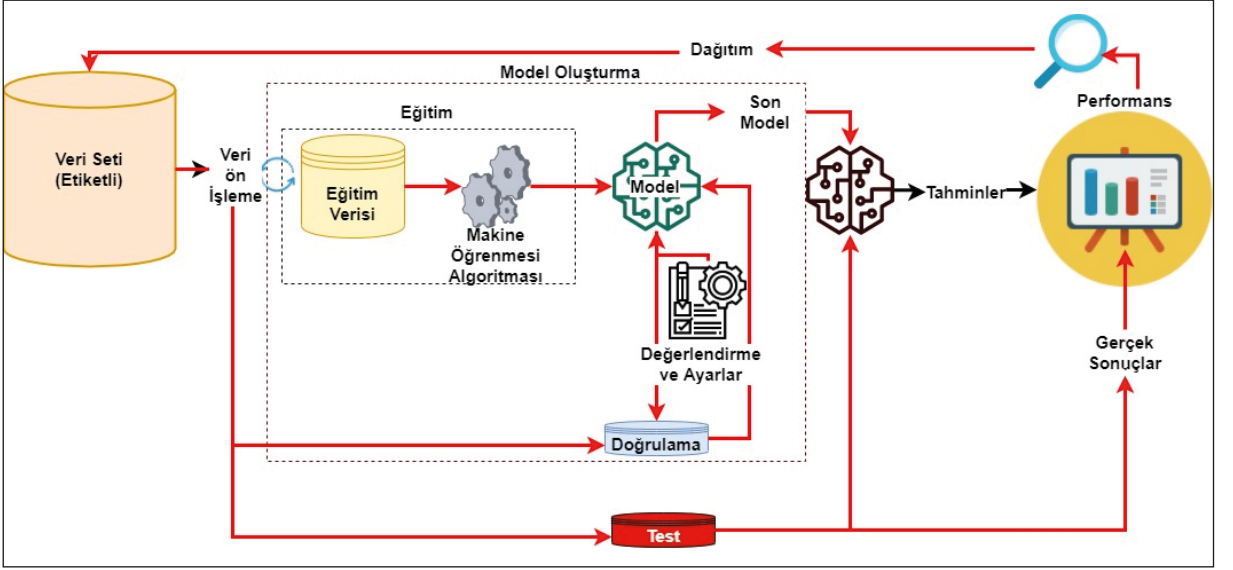 Dağıtım
Model Oluşturma
Performans
Veri Seti
(Etiketli)
Veri
ön
İşleme
Eğitim
Eğitim
Verisi
Makine
Öğrenmesi
Algoritması
Model
Son
Model
Tahminler
Değerlendirme
ve Ayarlar
Gerçek
Sonuçlar
Doğrulama
Test